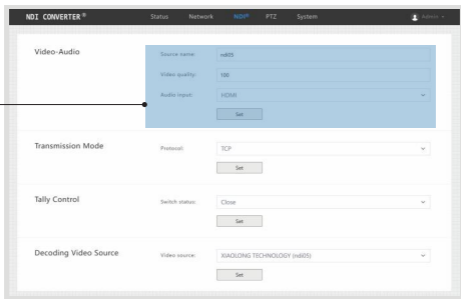 NDI CONVERTER® Status Network NDI® PTZ System Admin
Video-Audio
Source name: ndi05
Video quality: 100
Audio input: HDMI
Set
Transmission Mode
Protocol: TCP
Set
Tally Control
Switch status: Close
Set
Decoding Video Source
Video source: XIAOLONG TECHNOLOGY (ndi05)
Set